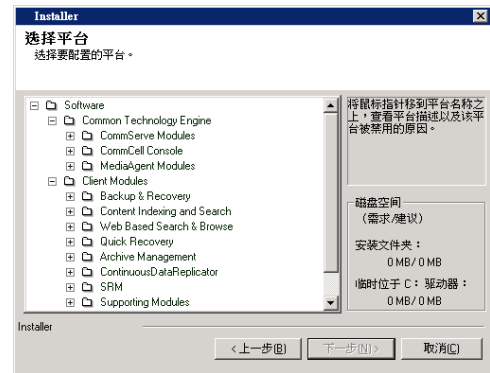 Installer
选择平台
选择要配置的平台。
Software
Common Technology Engine
CommServe Modules
CommCell Console
MediaAgent Modules
Client Modules
Backup & Recovery
Content Indexing and Search
Web Based Search & Browse
Quick Recovery
Archive Management
ContinuousDataReplicator
SRM
Supporting Modules
将鼠标指针移到平台名称之
上，查看平台描述以及该平
台被禁用的原因。
磁盘空间
（需求/建议）
安装文件夹：
0 MB/ 0 MB
临时位于 C： 驱动器：
0 MB/ 0 MB
Installer
<上一步(B)
下一步(N)>
取消(C)